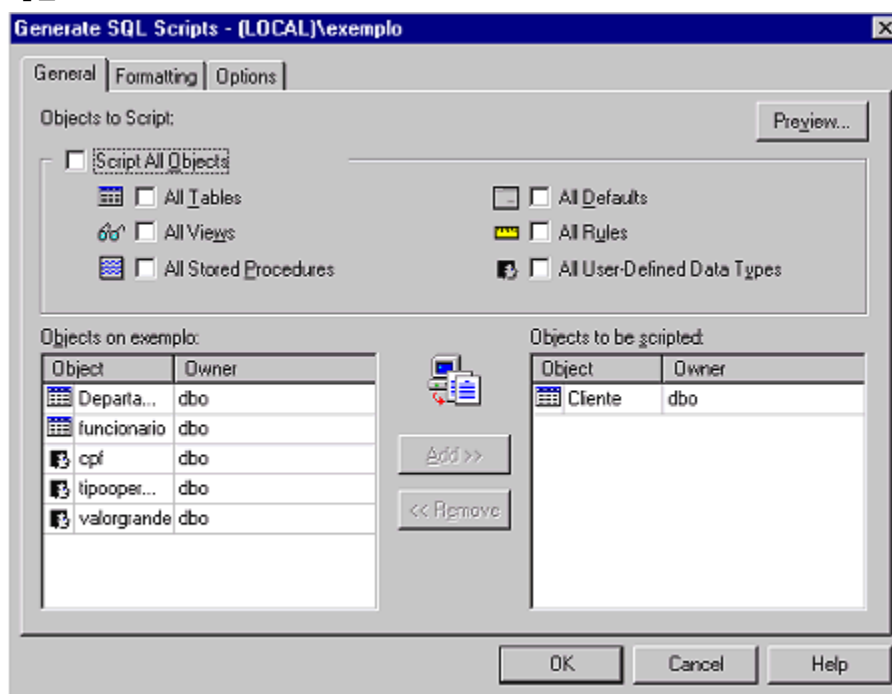 Generate SQL Scripts - (LOCAL)\exemplo
General Formatting Options
Objects to Script:
Preview...
Script All Objects
All Tables All Defaults
All Views All Rules
All Stored Procedures All User-Defined Data Types
Objects on exemplo: Objects to be scripted:
Object Owner Object Owner
Departa... dbo Cliente dbo
funcionario dbo
cpf dbo
tipooper... dbo
valorgrande dbo
Add >>
<< Remove
OK Cancel Help